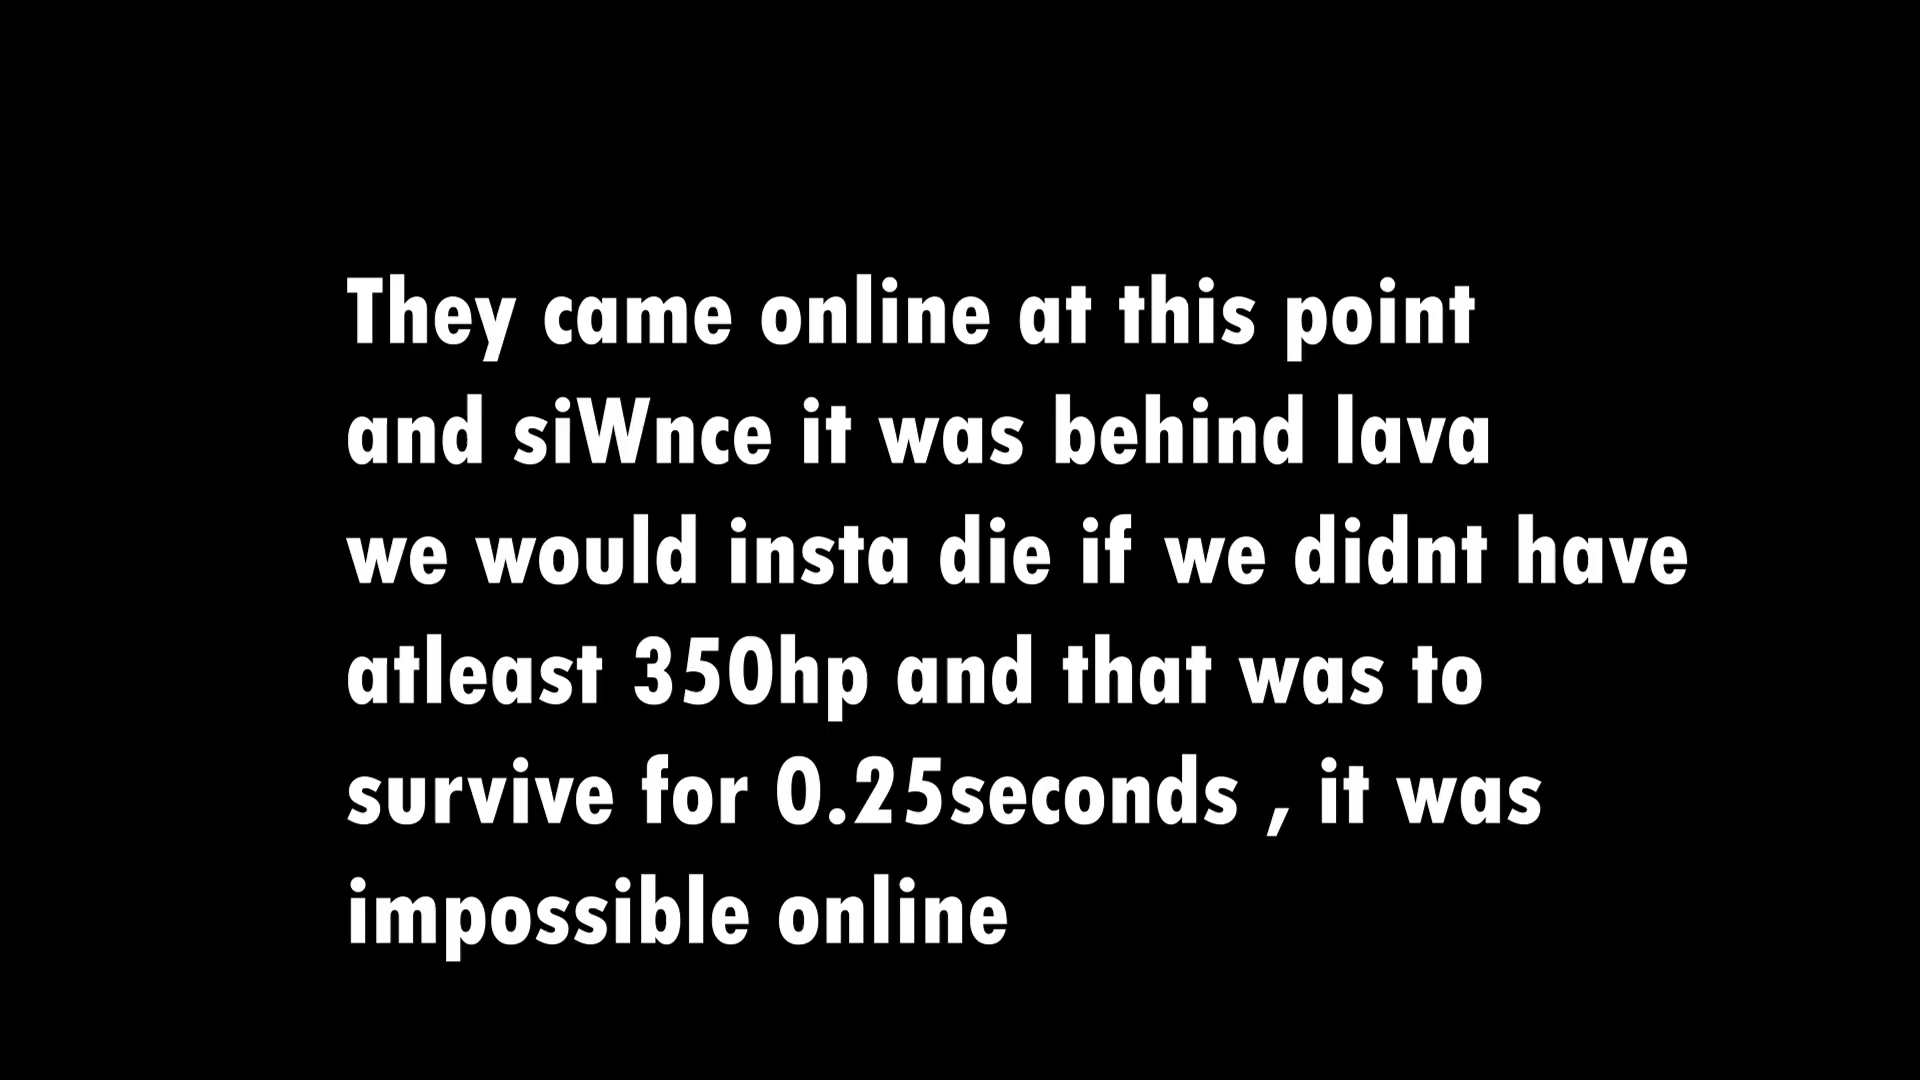 They came online at this point
and siWnce it was behind lava
we would insta die if we didnt have
atleast 350hp and that was to
survive for 0.25seconds , it was
impossible online